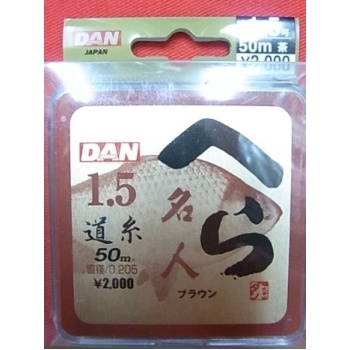 DAN
JAPAN
50m 茶
¥2,000
DAN
1.5
道糸
50m
直径/0.205
¥2,000
へら
名人
ブラウン